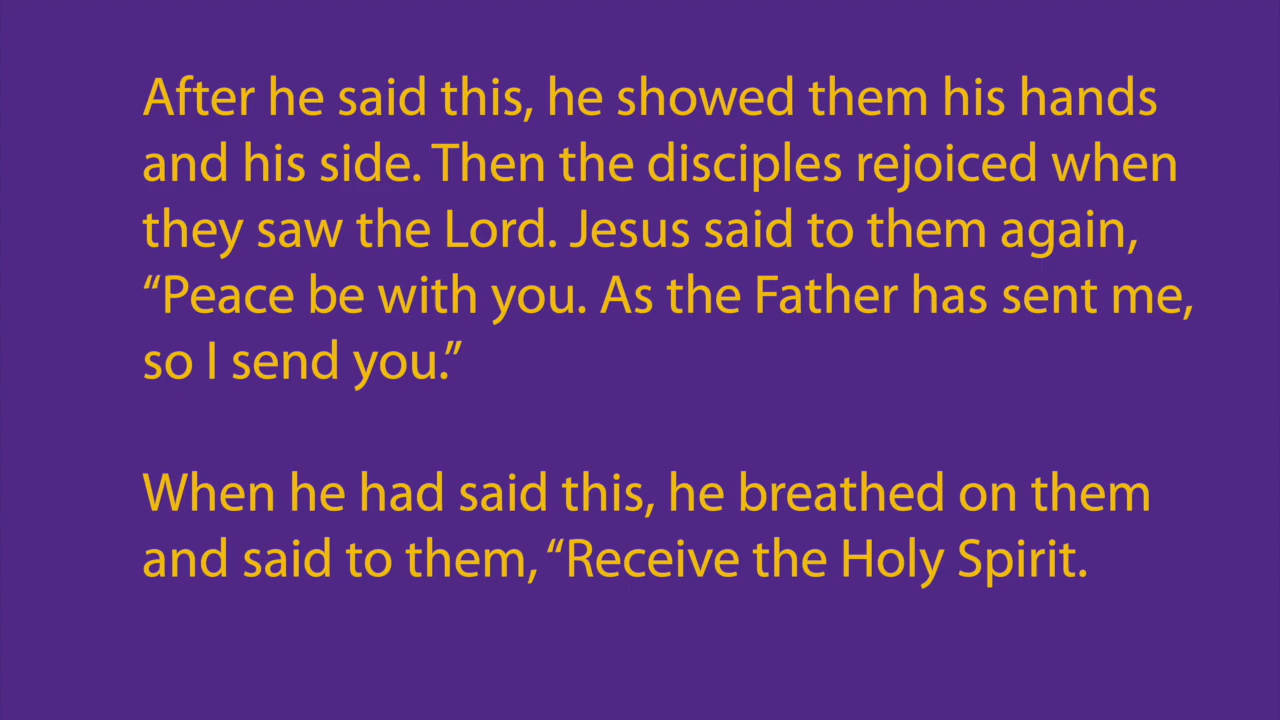 After he said this, he showed them his hands
and his side. Then the disciples rejoiced when
they saw the Lord. Jesus said to them again,
“Peace be with you. As the Father has sent me,
so I send you.”
When he had said this, he breathed on them
and said to them, “Receive the Holy Spirit.